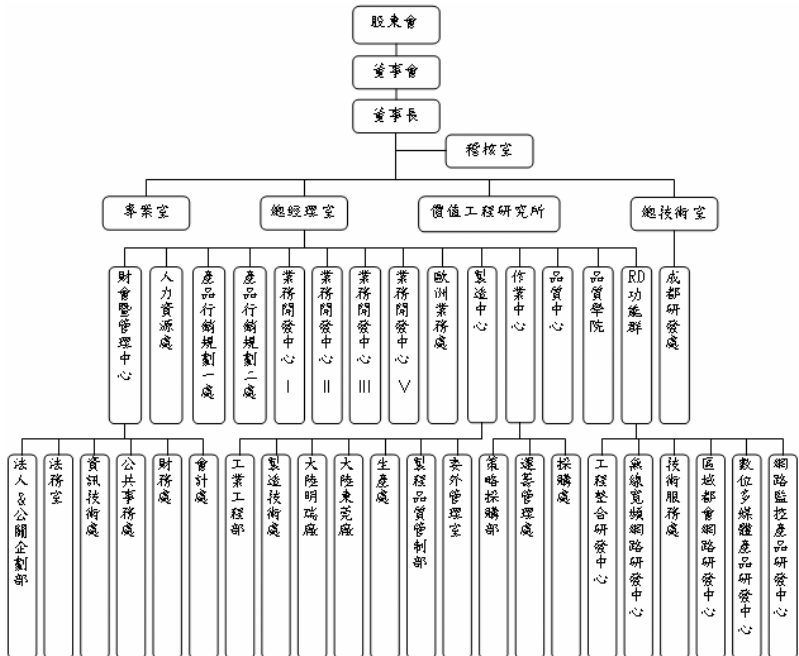 股東會
董事會
董事長
稽核室
專業室
總經理室
價值工程研究所
總技術室
財會暨管理中心
人力資源處
產品行銷規劃一處
產品行銷規劃二處
業務開發中心 I
業務開發中心 II
業務開發中心 III
業務開發中心 V
歐洲業務處
製造中心
作業中心
品質中心
品質學院
RD功能群
成都研發處
法人&公關企劃部
法務室
資訊技術處
公共事務處
財務處
會計處
工業工程部
製造技術處
大陸明瑞廠
大陸東莞廠
生產處
製程品質管制部
委外管理室
策略採購部
運籌管理處
採購處
工程整合研發中心
無線寬頻網路研發中心
技術服務處
區域都會網路研發中心
數位多媒體產品研發中心
網路監控產品研發中心